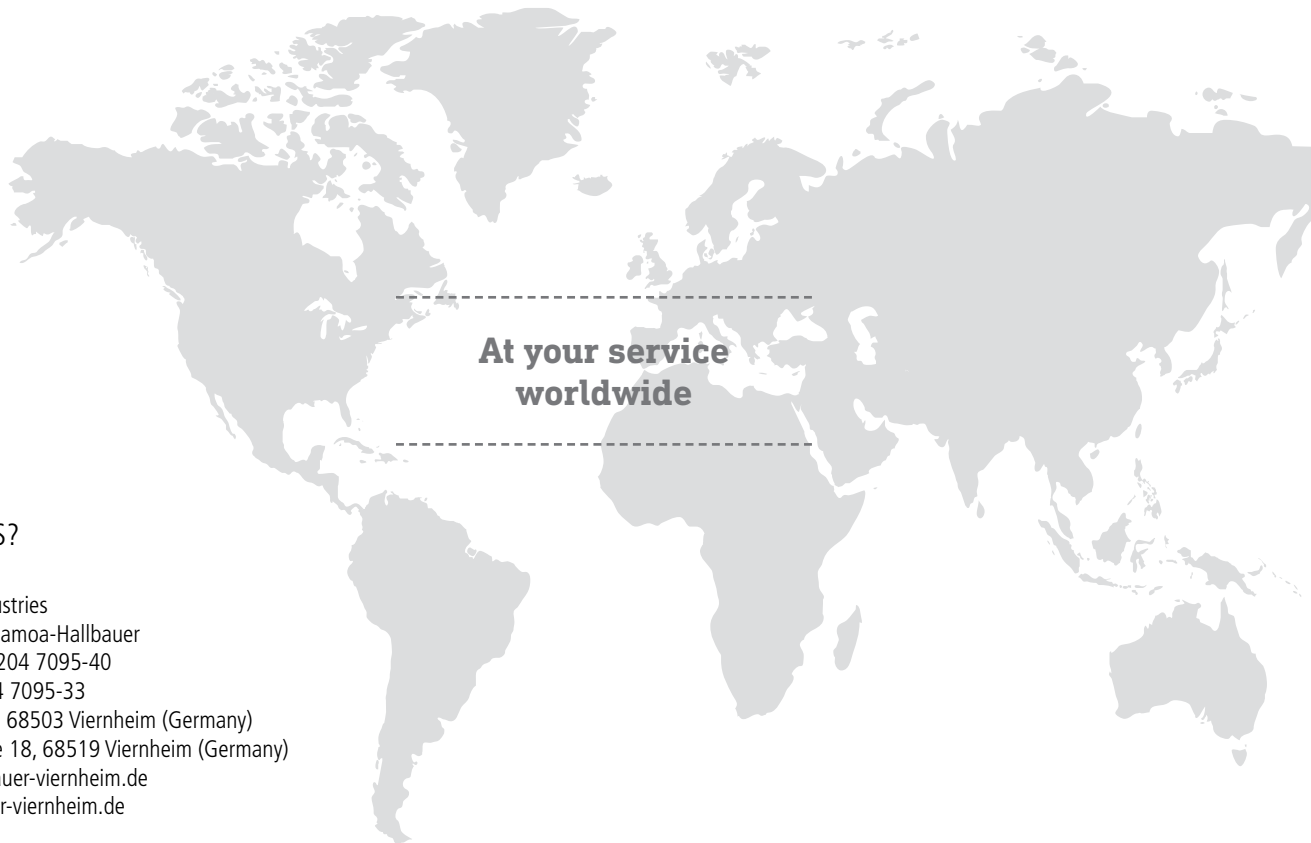 At your service
worldwide
S?
ustries
amoa-Hallbauer
204 7095-40
4 7095-33
, 68503 Viernheim (Germany)
e 18, 68519 Viernheim (Germany)
auer-viernheim.de
r-viernheim.de